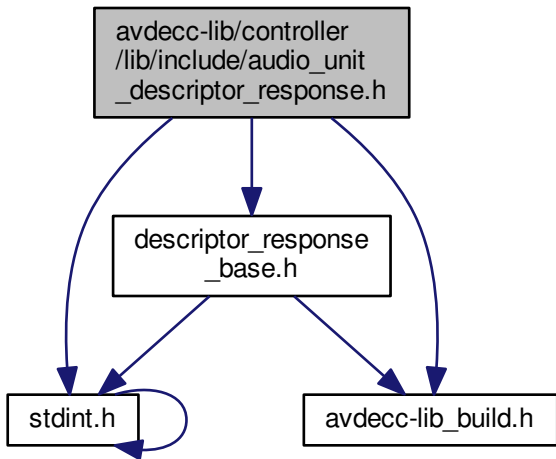 avdecc-lib/controller
/lib/include/audio_unit
_descriptor_response.h
descriptor_response
_base.h
stdint.h
avdecc-lib_build.h